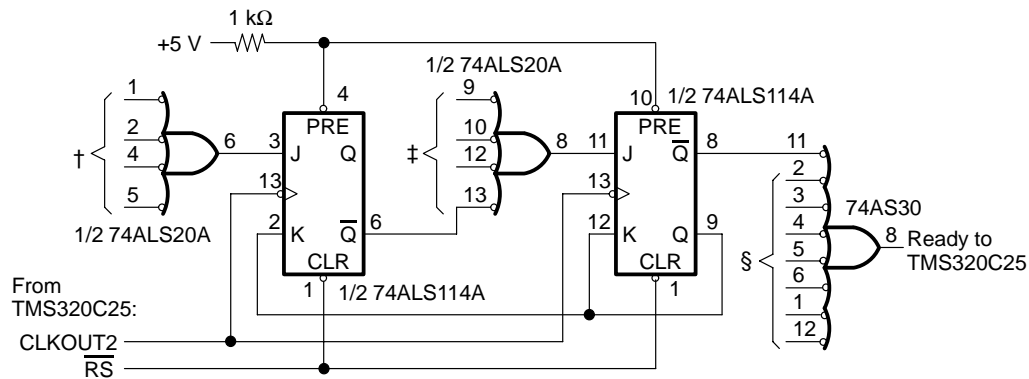 1 kΩ
+5 V
1/2 74ALS20A
4
10
1/2 74ALS114A
1
2
4
5
6
†
1/2 74ALS20A
3
13
2
PRE
J
Q
K
Q̅
CLR
6
1
1/2 74ALS114A
9
10
12
13
‡
8
11
13
12
PRE
J
Q̅
K
Q
CLR
8
9
1
11
2
3
4
5
6
1
12
§
74AS30
8
Ready to
TMS320C25
From
TMS320C25:
CLKOUT2
R̅S̅